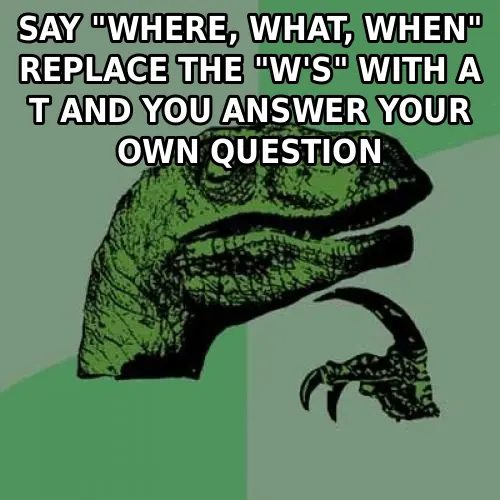 SAY "WHERE, WHAT, WHEN"
REPLACE THE "W'S" WITH A
T AND YOU ANSWER YOUR
OWN QUESTION